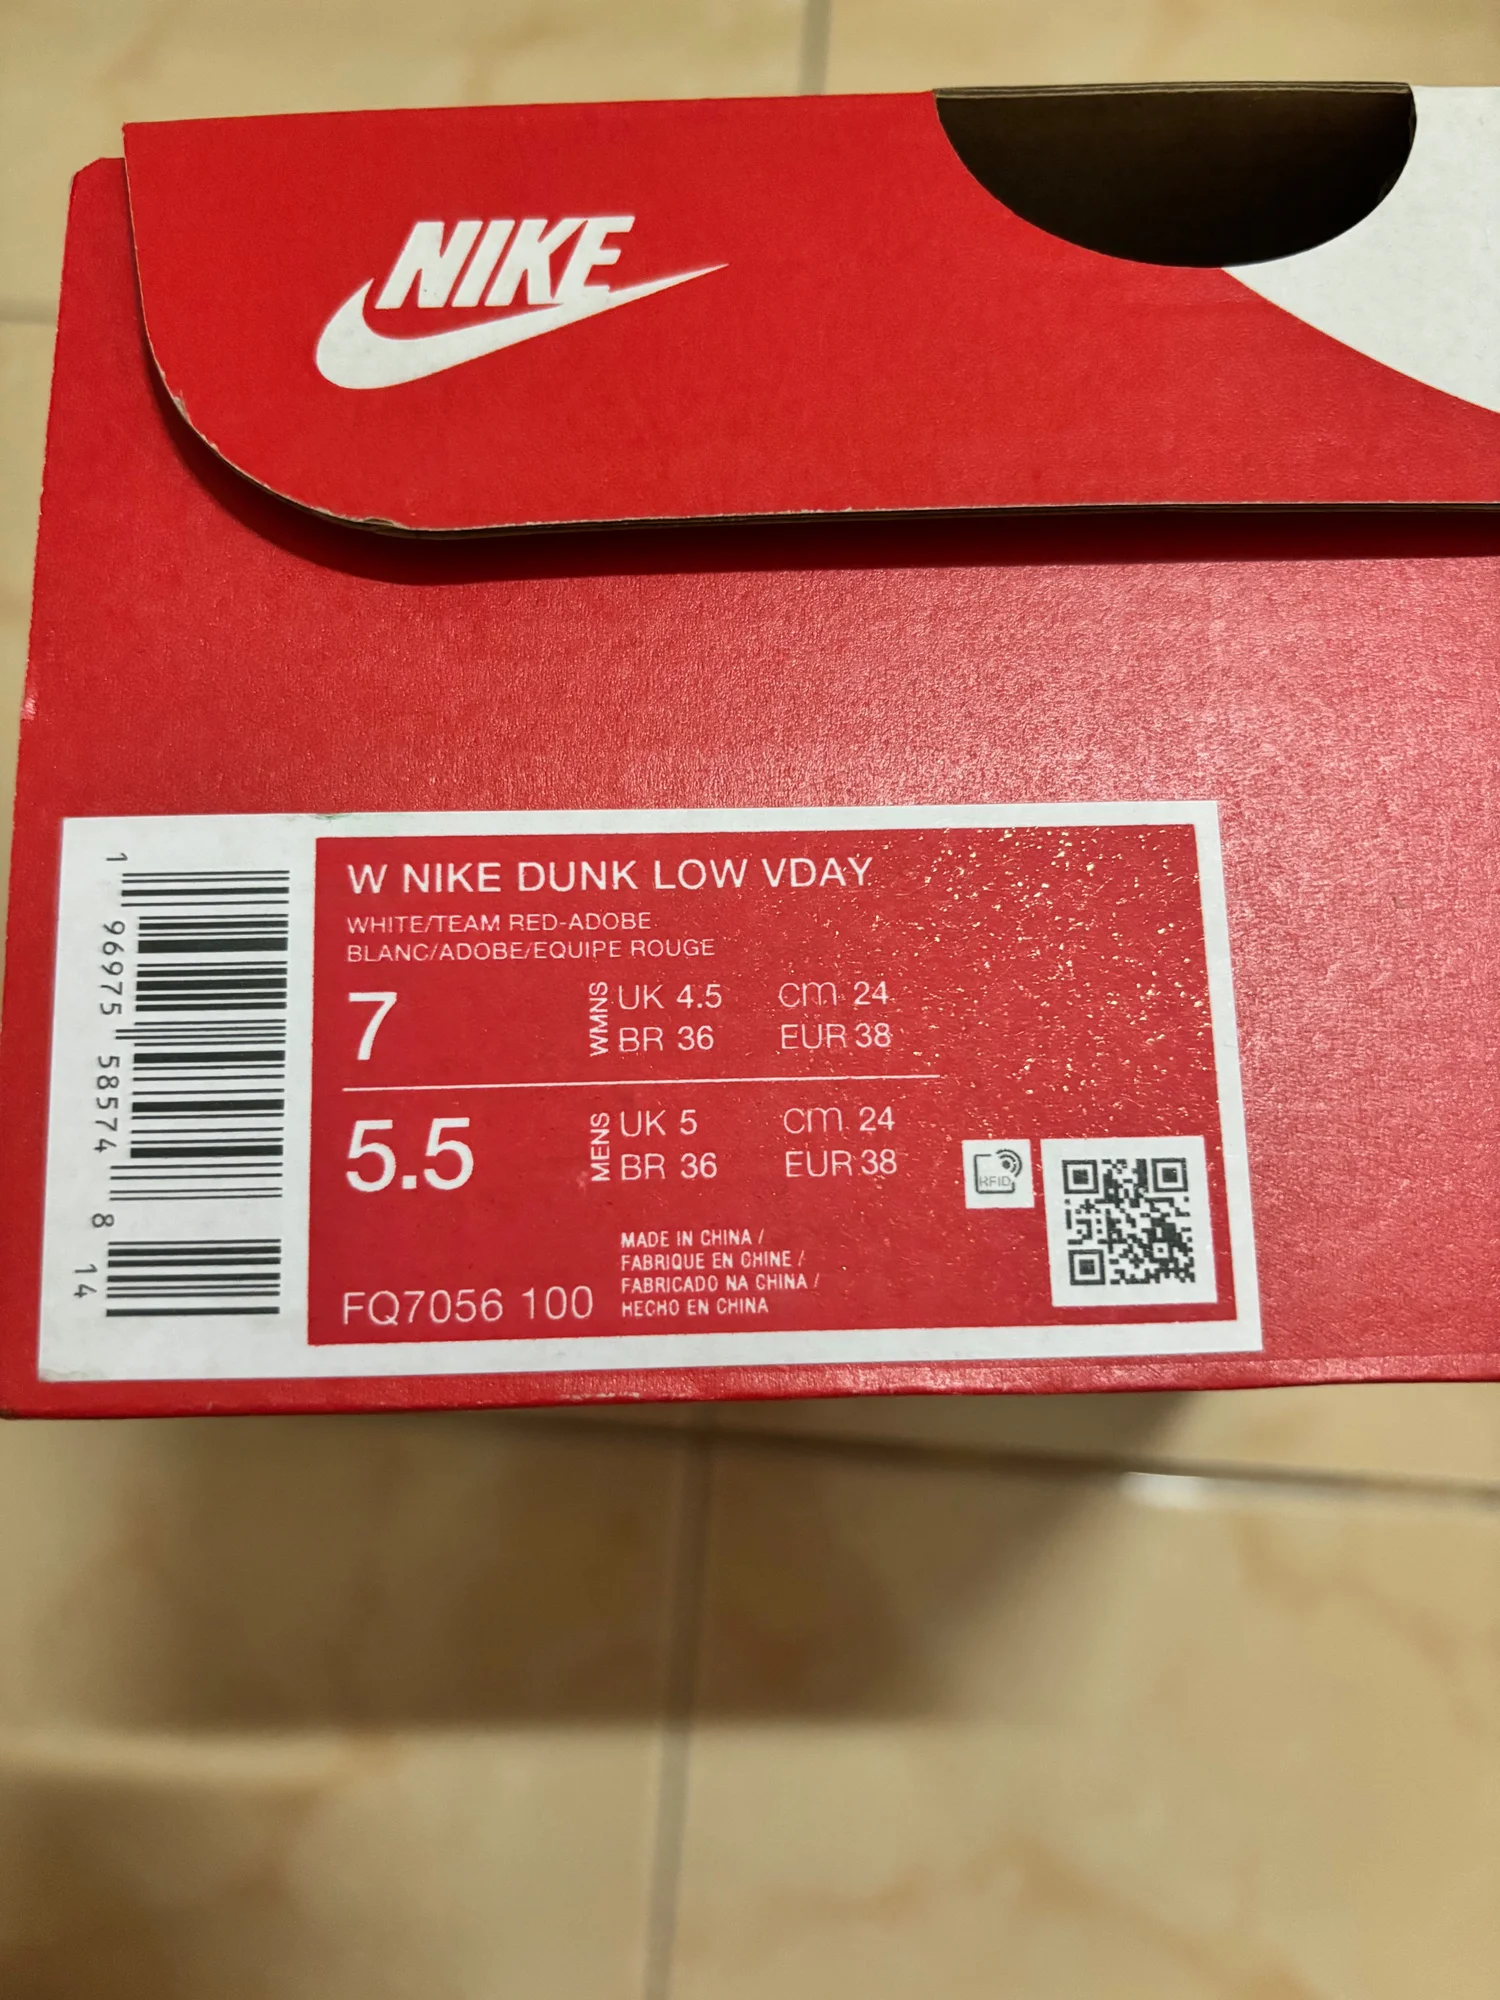 NIKE
W NIKE DUNK LOW VDAY
WHITE/TEAM RED-ADOBE
BLANC/ADOBE/EQUIPE ROUGE
7
WMNS
UK 4.5 cm 24
BR 36 EUR 38
5.5
MENS
UK 5 cm 24
BR 36 EUR 38
MADE IN CHINA /
FABRIQUE EN CHINE /
FABRICADO NA CHINA /
HECHO EN CHINA
FQ7056 100
RFID
1 96975 58574 8 14